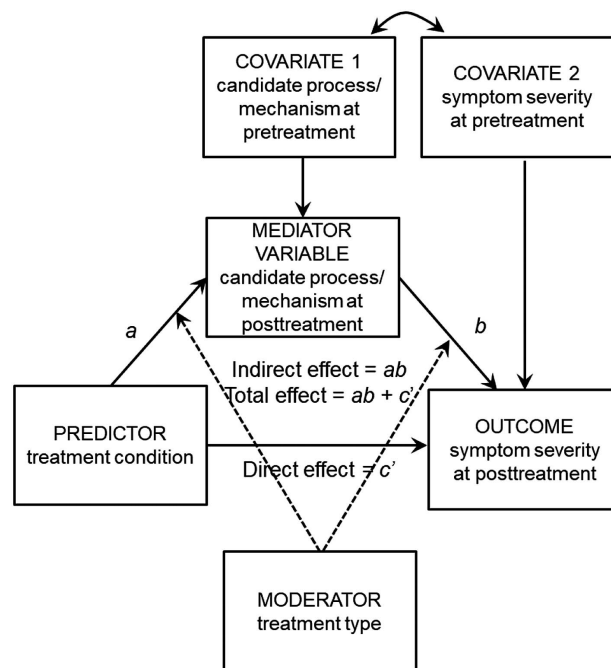 COVARIATE 1
candidate process/
mechanism at
pretreatment
COVARIATE 2
symptom severity
at pretreatment
MEDIATOR
VARIABLE
candidate process/
mechanism at
posttreatment
a
b
Indirect effect = ab
Total effect = ab + c'
PREDICTOR
treatment condition
Direct effect = c'
OUTCOME
symptom severity
at posttreatment
MODERATOR
treatment type